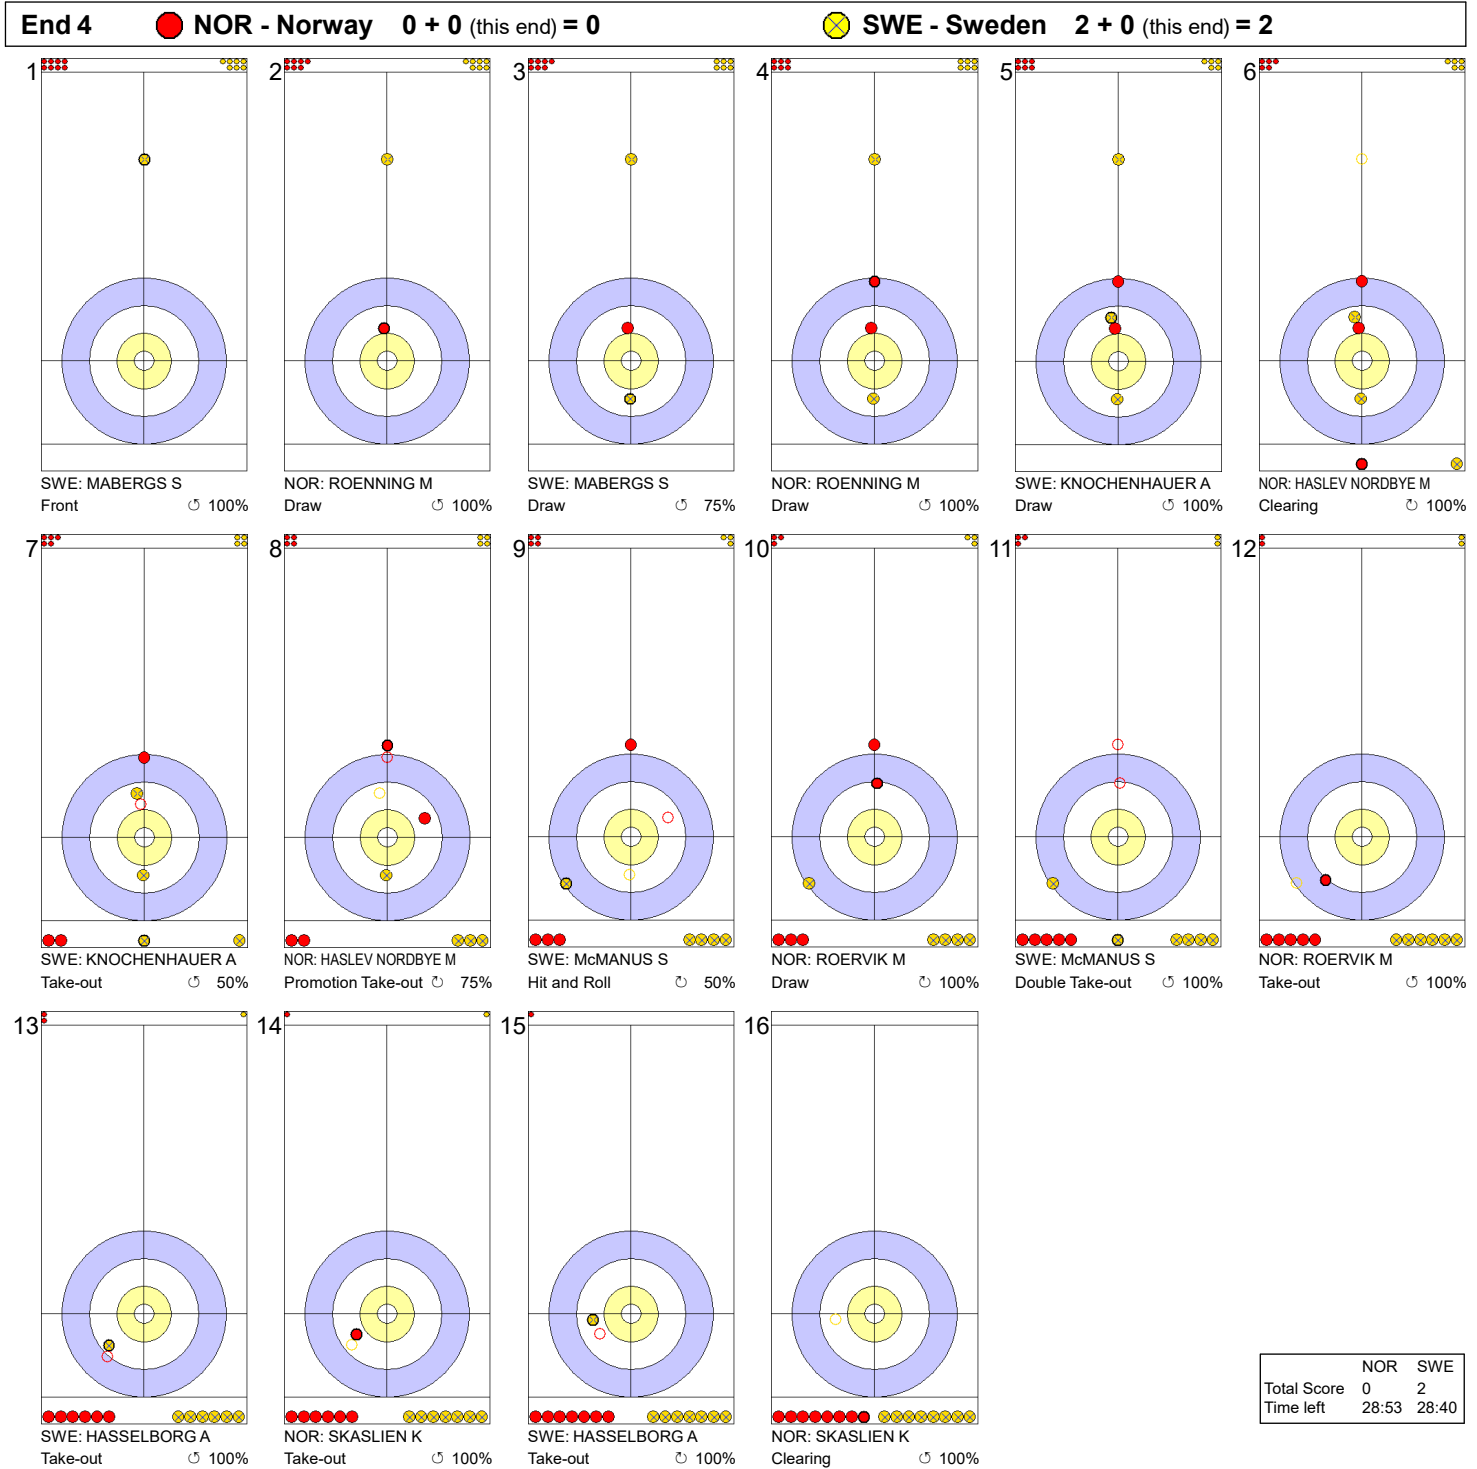 End 4 NOR - Norway 0 + 0 (this end) = 0 SWE - Sweden 2 + 0 (this end) = 2
1 2 3 4 5 6
SWE: MABERGS S NOR: ROENNING M SWE: MABERGS S NOR: ROENNING M SWE: KNOCHENHAUER A NOR: HASLEV NORDBYE M
Front ↺ 100% Draw ↺ 100% Draw ↺ 75% Draw ↺ 100% Draw ↺ 100% Clearing ↻ 100%
7 8 9 10 11 12
SWE: KNOCHENHAUER A NOR: HASLEV NORDBYE M SWE: McMANUS S NOR: ROERVIK M SWE: McMANUS S NOR: ROERVIK M
Take-out ↺ 50% Promotion Take-out ↻ 75% Hit and Roll ↻ 50% Draw ↻ 100% Double Take-out ↺ 100% Take-out ↺ 100%
13 14 15 16
SWE: HASSELBORG A NOR: SKASLIEN K SWE: HASSELBORG A NOR: SKASLIEN K
Take-out ↺ 100% Take-out ↺ 100% Take-out ↻ 100% Clearing ↺ 100%
NOR SWE
Total Score 0 2
Time left 28:53 28:40